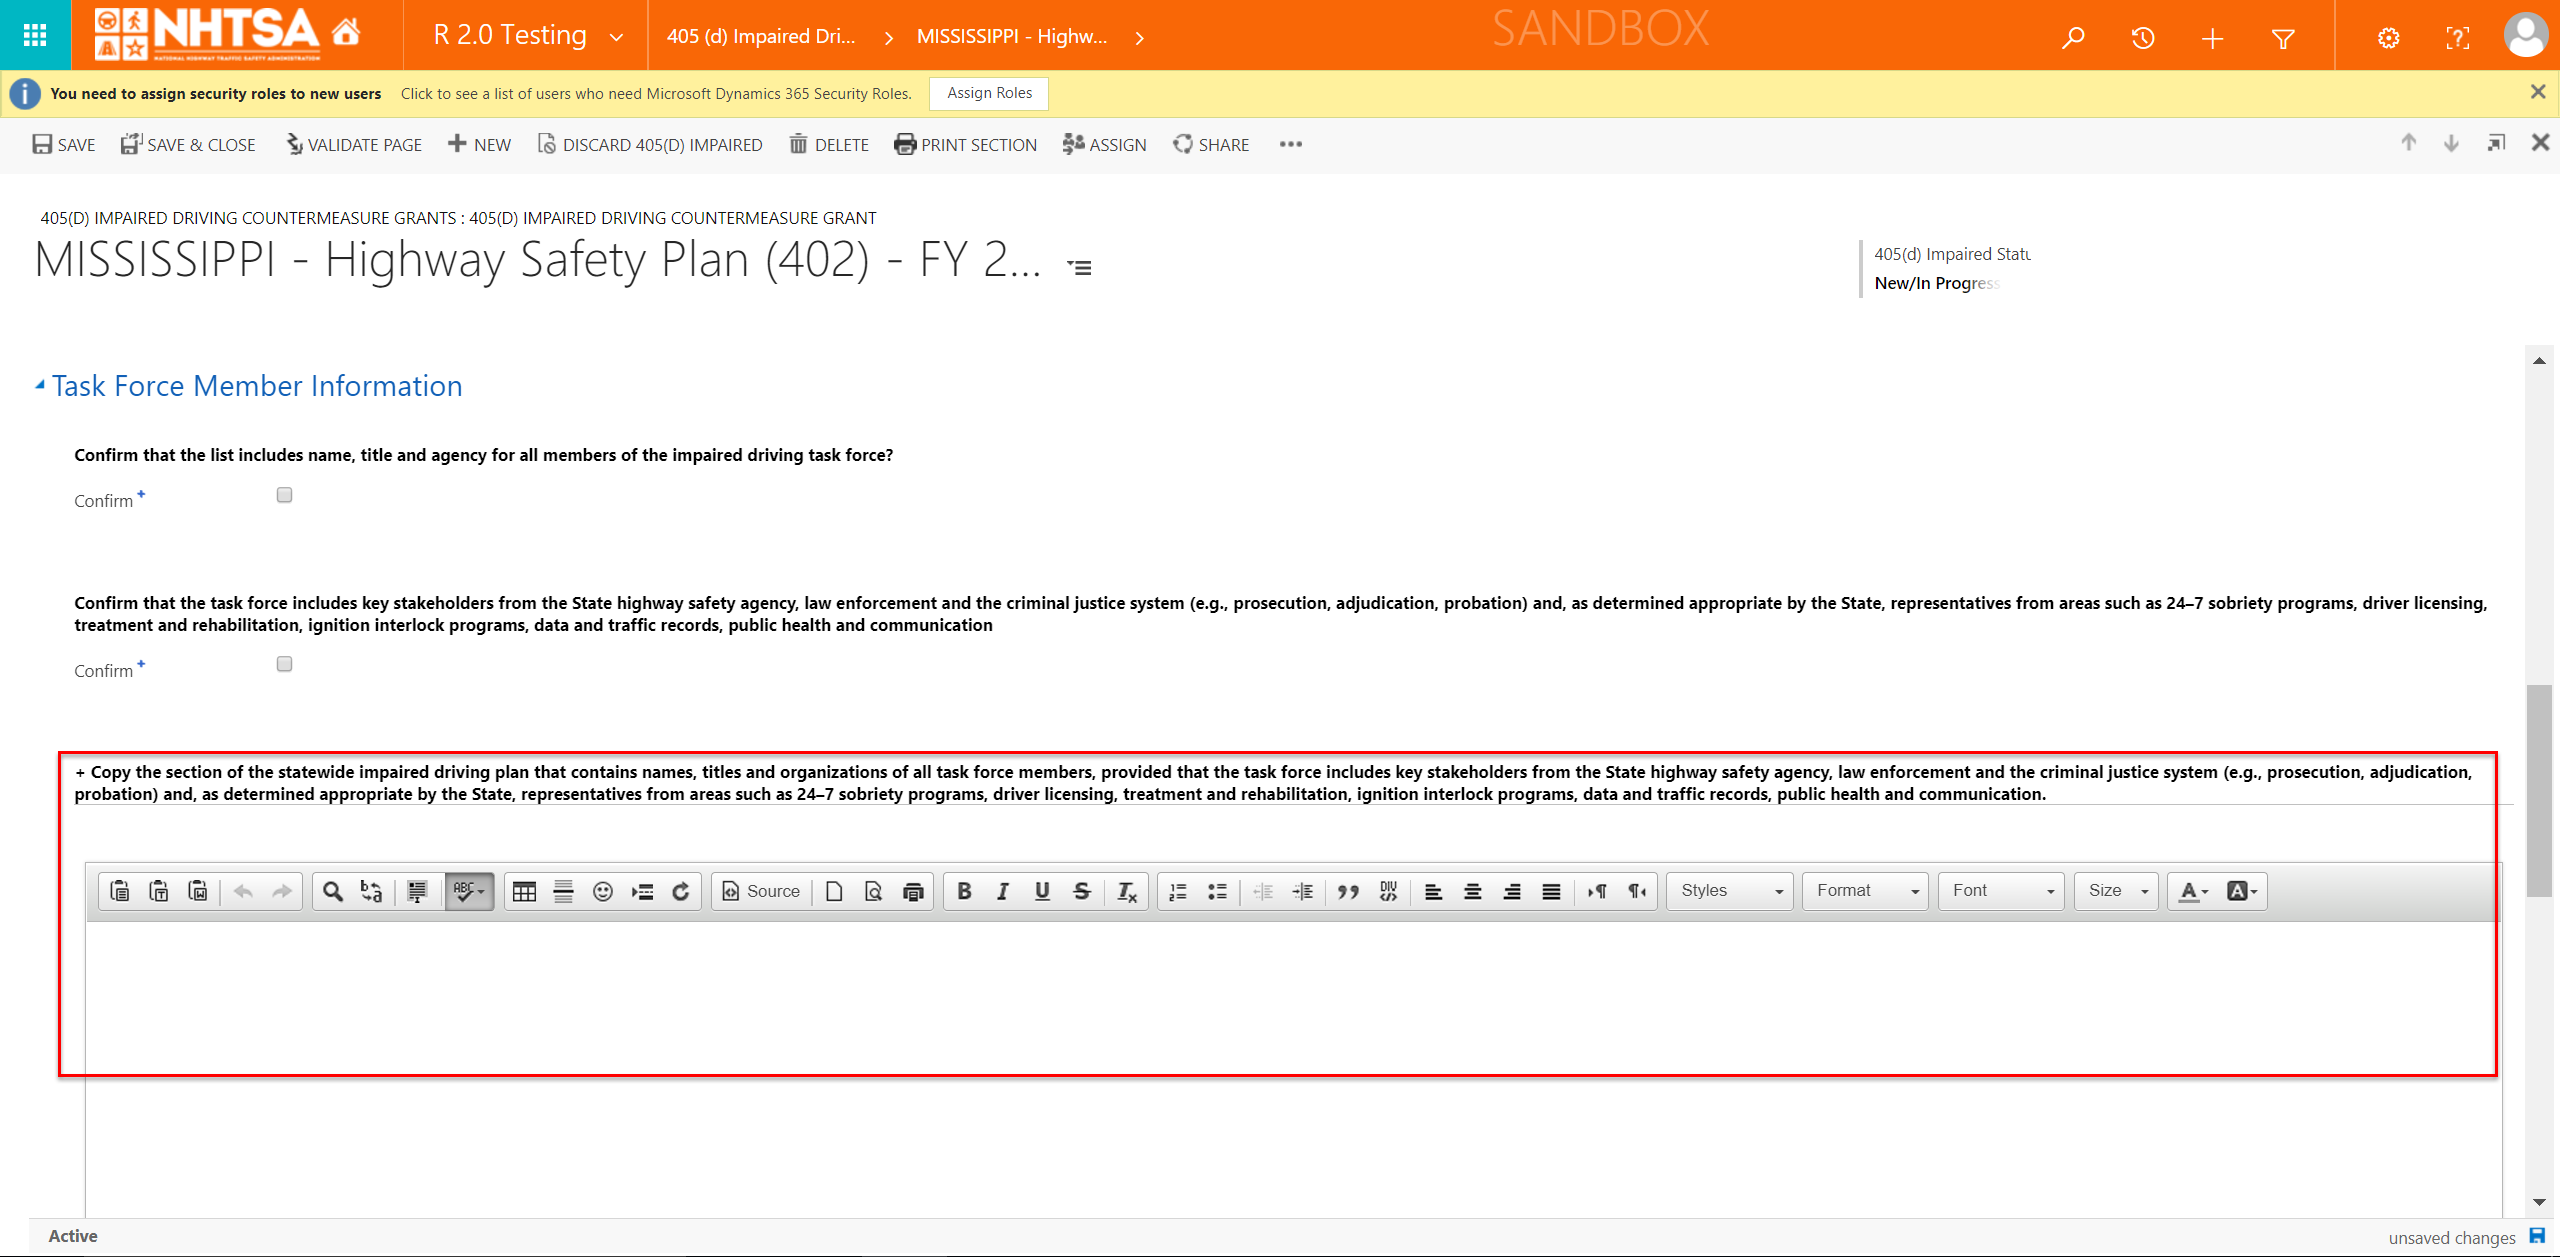 NHTSA
NATIONAL HIGHWAY TRAFFIC SAFETY ADMINISTRATION
R 2.0 Testing
405 (d) Impaired Dri...
MISSISSIPPI - Highw...
SANDBOX
You need to assign security roles to new users Click to see a list of users who need Microsoft Dynamics 365 Security Roles. Assign Roles
SAVE SAVE & CLOSE VALIDATE PAGE NEW DISCARD 405(D) IMPAIRED DELETE PRINT SECTION ASSIGN SHARE
405(D) IMPAIRED DRIVING COUNTERMEASURE GRANTS : 405(D) IMPAIRED DRIVING COUNTERMEASURE GRANT
MISSISSIPPI - Highway Safety Plan (402) - FY 2...
405(d) Impaired Statu
New/In Progress
Task Force Member Information
Confirm that the list includes name, title and agency for all members of the impaired driving task force?
Confirm +
Confirm that the task force includes key stakeholders from the State highway safety agency, law enforcement and the criminal justice system (e.g., prosecution, adjudication, probation) and, as determined appropriate by the State, representatives from areas such as 24–7 sobriety programs, driver licensing,
treatment and rehabilitation, ignition interlock programs, data and traffic records, public health and communication
Confirm +
+ Copy the section of the statewide impaired driving plan that contains names, titles and organizations of all task force members, provided that the task force includes key stakeholders from the State highway safety agency, law enforcement and the criminal justice system (e.g., prosecution, adjudication,
probation) and, as determined appropriate by the State, representatives from areas such as 24–7 sobriety programs, driver licensing, treatment and rehabilitation, ignition interlock programs, data and traffic records, public health and communication.
Source Styles Format Font Size
Active
unsaved changes